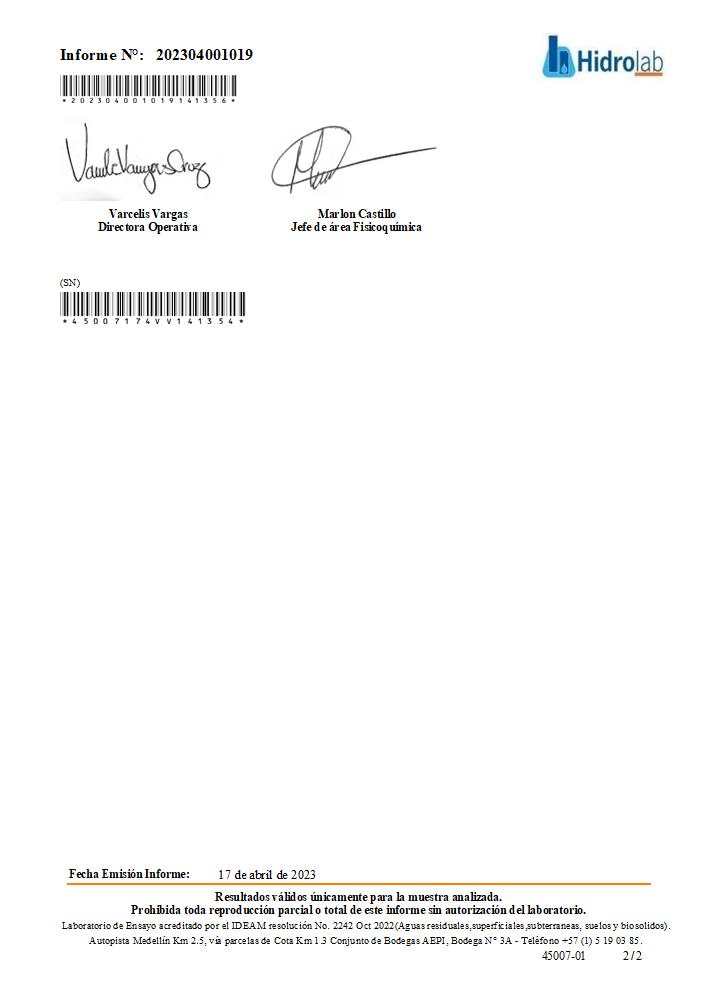 Informe N°: 202304001019
Hidrolab
*202304001019141356*
Varcelis Vargas
Directora Operativa
Marlon Castillo
Jefe de área Fisicoquímica
(SN)
*45007174VV141354*
Fecha Emisión Informe: 17 de abril de 2023
Resultados válidos únicamente para la muestra analizada.
Prohibida toda reproducción parcial o total de este informe sin autorización del laboratorio.
Laboratorio de Ensayo acreditado por el IDEAM resolución No. 2242 Oct 2022(Aguas residuales,superficiales,subterraneas, suelos y biosolidos).
Autopista Medellín Km 2.5, vía parcelas de Cota Km 1.3 Conjunto de Bodegas AEPI, Bodega N° 3A - Teléfono +57 (1) 5 19 03 85.
45007-01 2/2